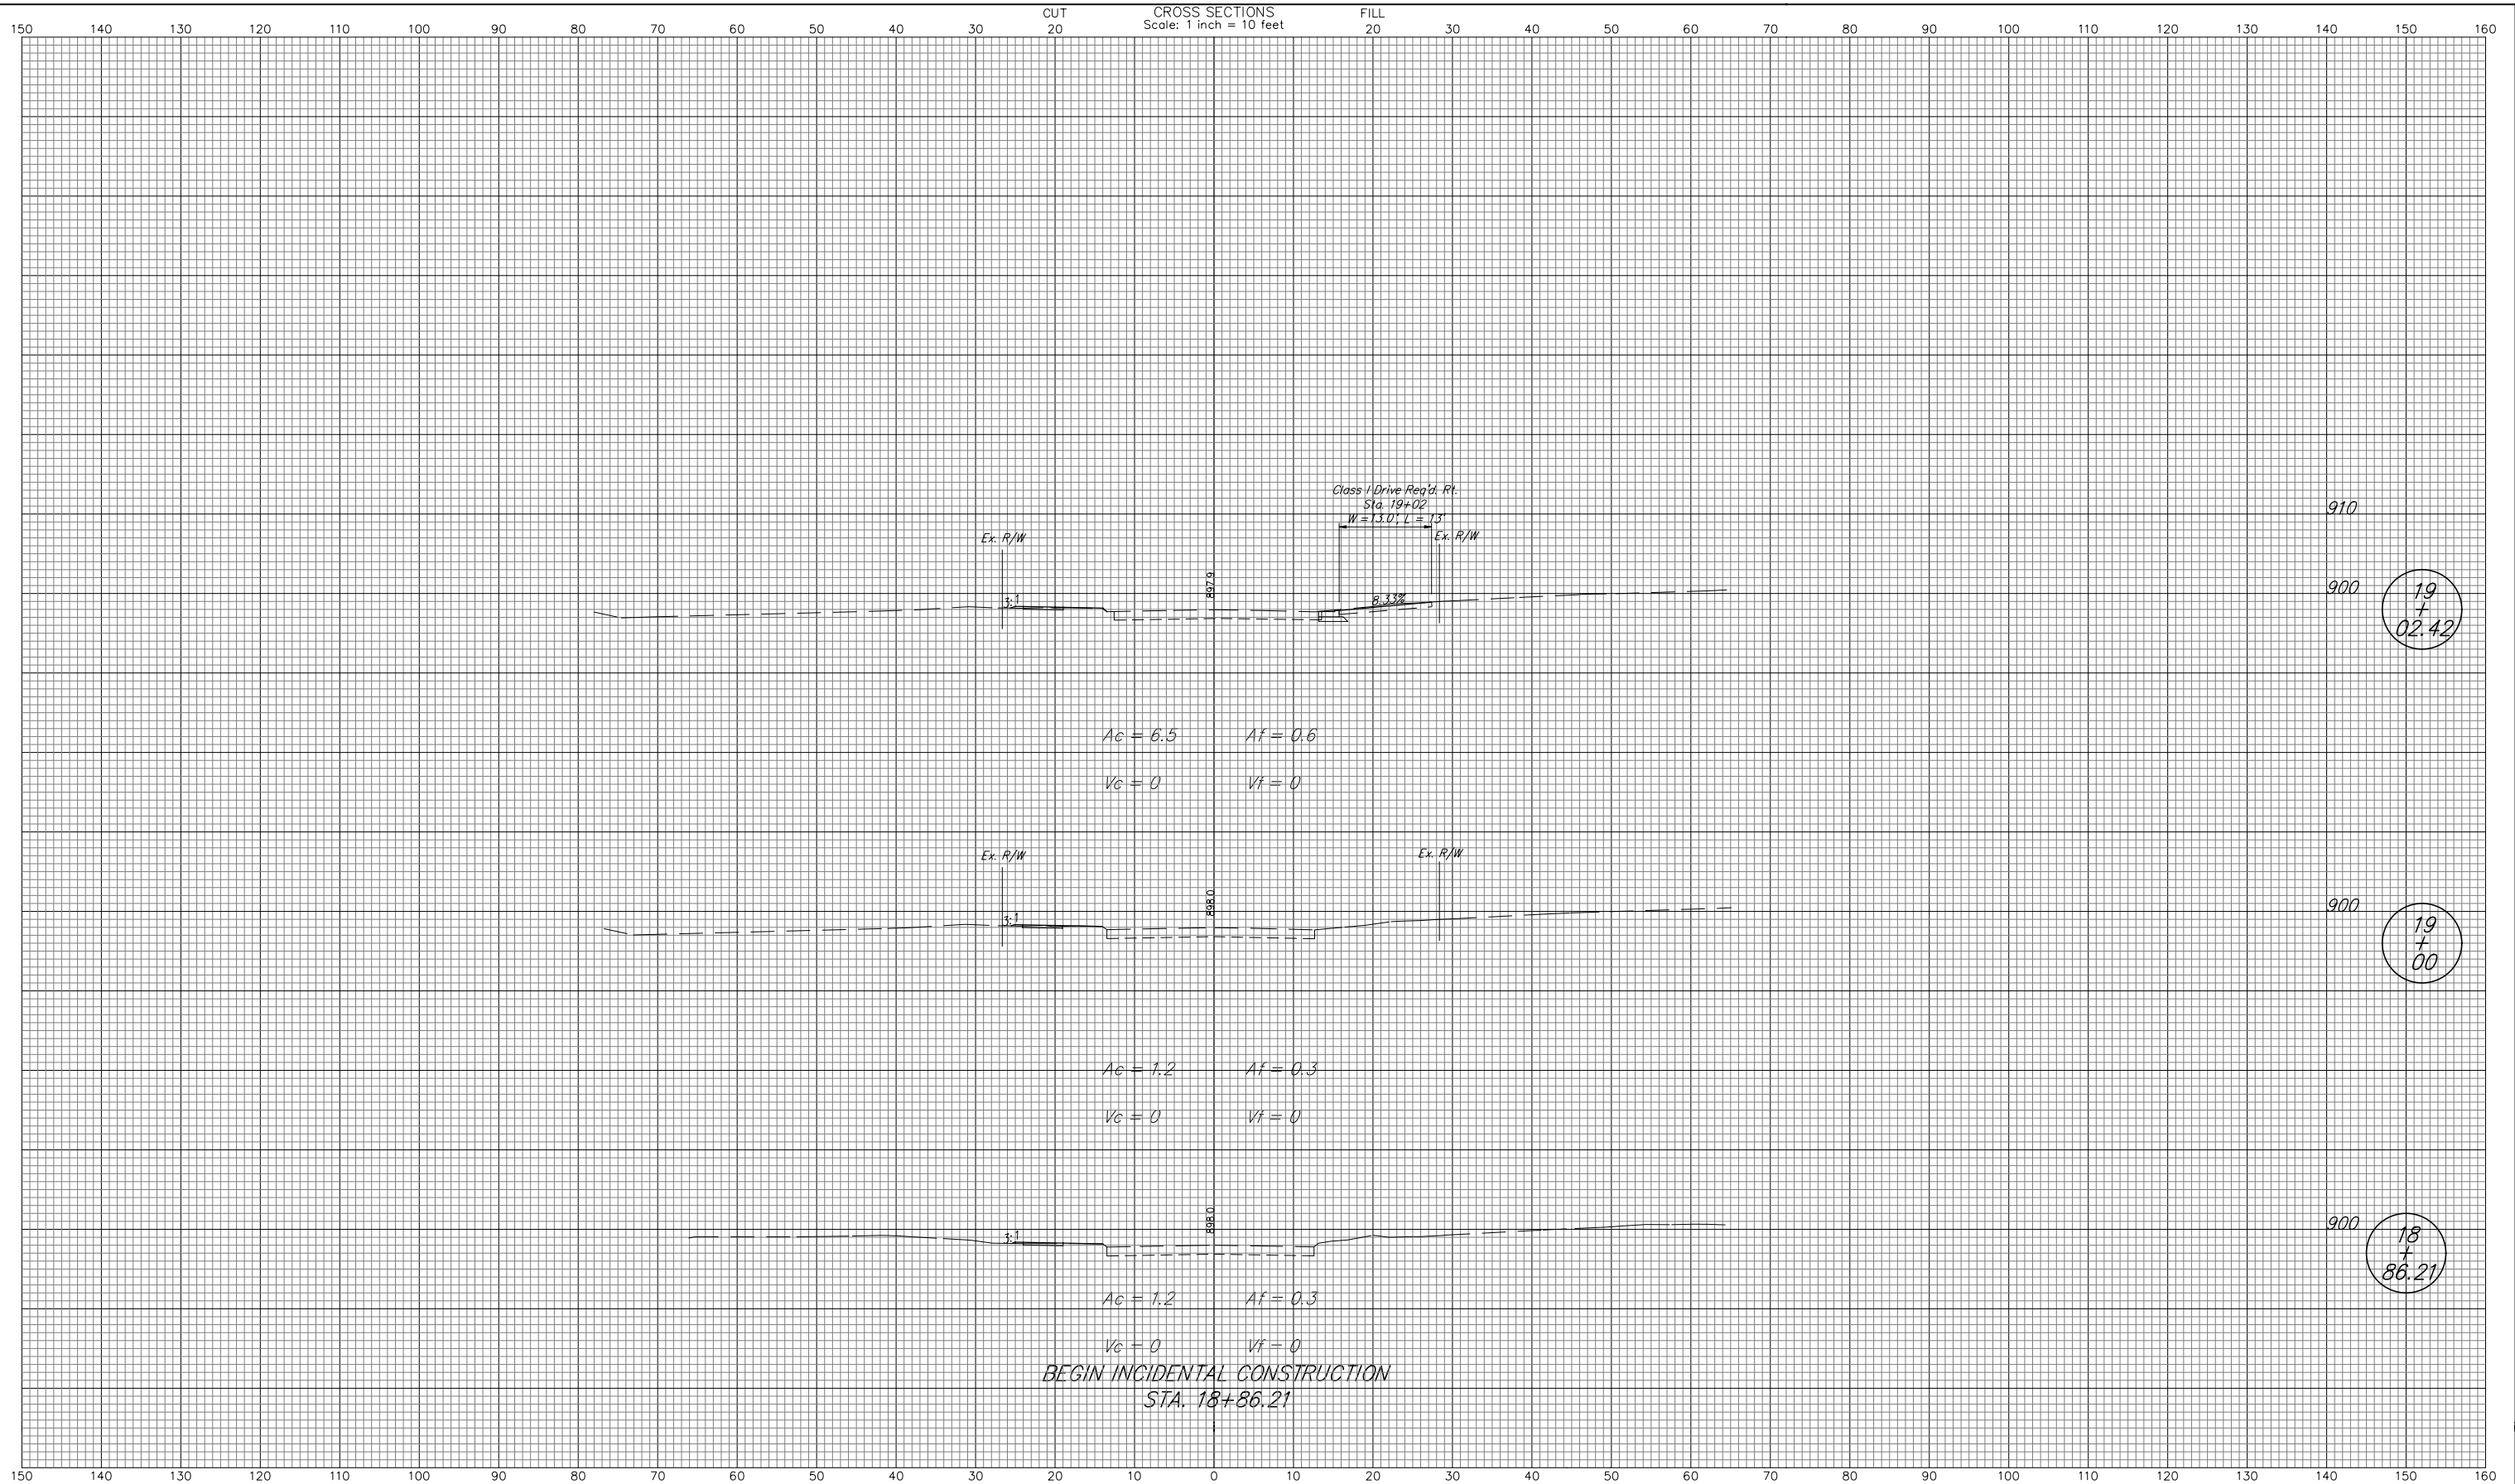 CUT CROSS SECTIONS FILL
Scale: 1 inch = 10 feet
150 140 130 120 110 100 90 80 70 60 50 40 30 20 20 30 40 50 60 70 80 90 100 110 120 130 140 150 160
Class I Drive Req'd. Rt.
Sta. 19+02
W = 13.0', L = 13'
910
Ex. R/W
Ex. R/W
897.9
900
19
+
02.42
3:1
8.33%
Ac = 6.5 Af = 0.6
Vc = 0 Vf = 0
Ex. R/W
Ex. R/W
898.0
900
19
+
00
3:1
Ac = 1.2 Af = 0.3
Vc = 0 Vf = 0
898.0
900
18
+
86.21
3:1
Ac = 1.2 Af = 0.3
Vc = 0 Vf = 0
BEGIN INCIDENTAL CONSTRUCTION
STA. 18+86.21
150 140 130 120 110 100 90 80 70 60 50 40 30 20 10 0 10 20 30 40 50 60 70 80 90 100 110 120 130 140 150 160